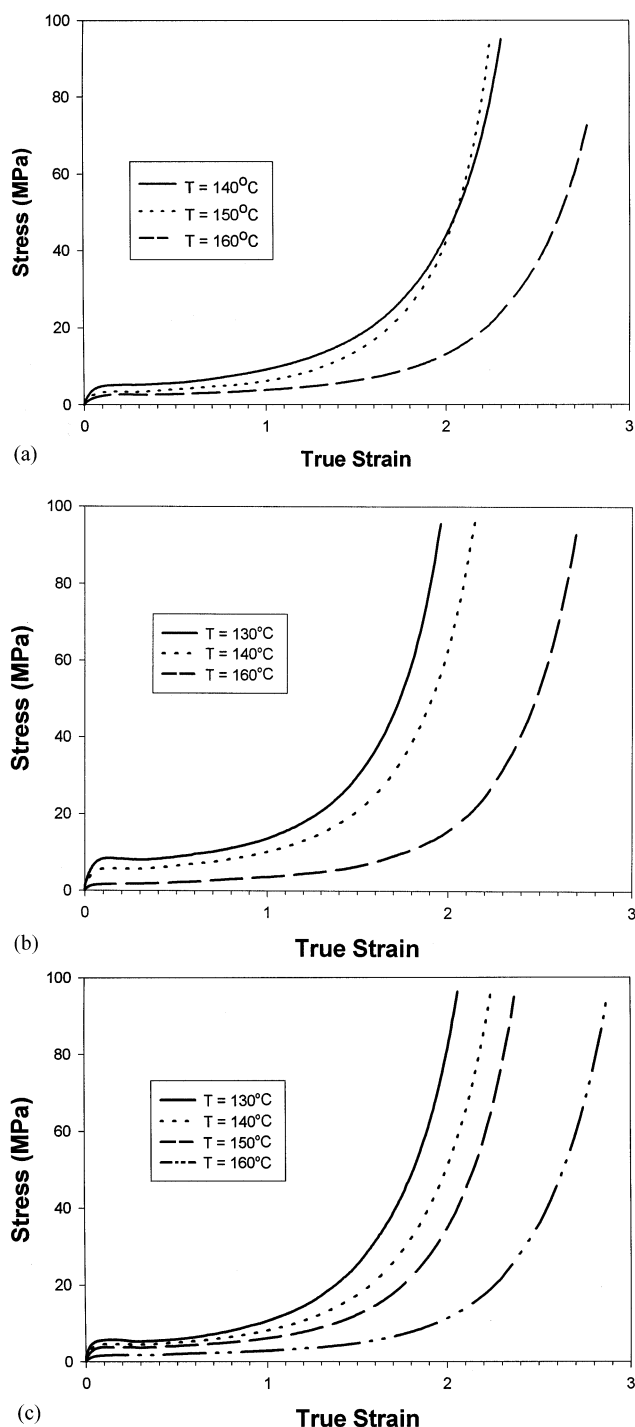 100
80
60
40
20
0
Stress (MPa)
T = 140°C
T = 150°C
T = 160°C
0 1 2 3
True Strain
(a)
100
80
60
40
20
0
Stress (MPa)
T = 130°C
T = 140°C
T = 160°C
0 1 2 3
True Strain
(b)
100
80
60
40
20
0
Stress (MPa)
T = 130°C
T = 140°C
T = 150°C
T = 160°C
0 1 2 3
True Strain
(c)